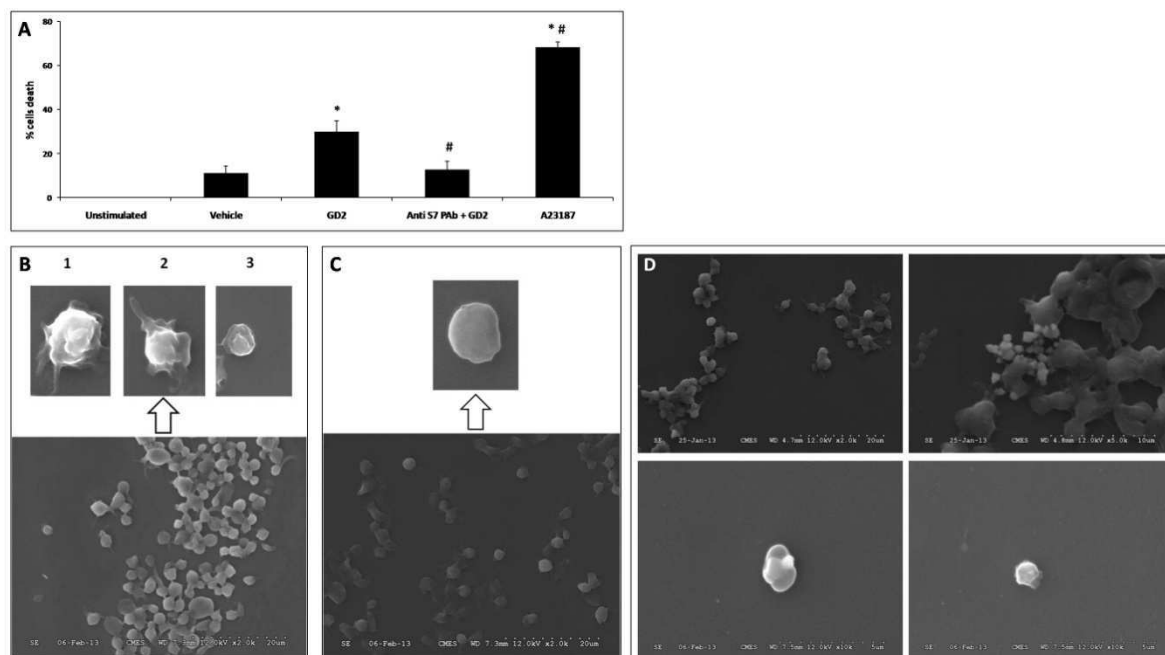 A
80
60
40
20
0
% cells death
*
#
* #
Unstimulated Vehicle GD2 Anti S7 PAb + GD2 A23187
B
1 2 3
SE 06-Feb-13 CMES WD 7.3mm 12.0kV x2.0k 20um
C
SE 06-Feb-13 CMES WD 7.3mm 12.0kV x2.0k 20um
D
SE 25-Jan-13 CMES WD 4.7mm 12.0kV x2.0k 20um
SE 25-Jan-13 CMES WD 4.8mm 12.0kV x5.0k 10um
SE 06-Feb-13 CMES WD 7.5mm 12.0kV x10k 5um
SE 06-Feb-13 CMES WD 7.5mm 12.0kV x10k 5um